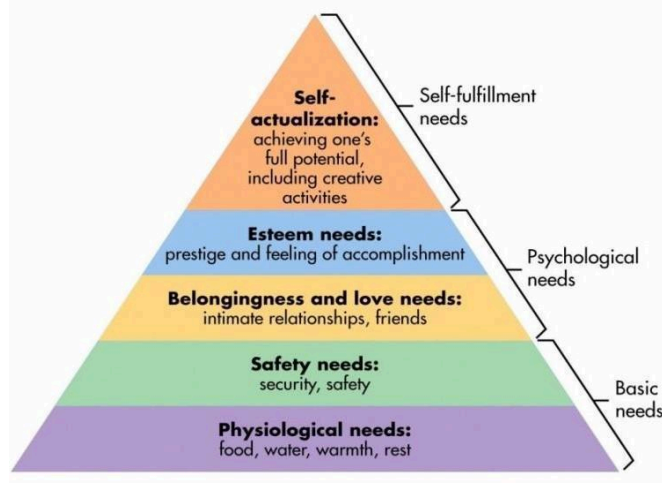 Self-
actualization:
achieving one's
full potential,
including creative
activities
Self-fulfillment
needs
Esteem needs:
prestige and feeling of accomplishment
Psychological
needs
Belongingness and love needs:
intimate relationships, friends
Safety needs:
security, safety
Basic
needs
Physiological needs:
food, water, warmth, rest